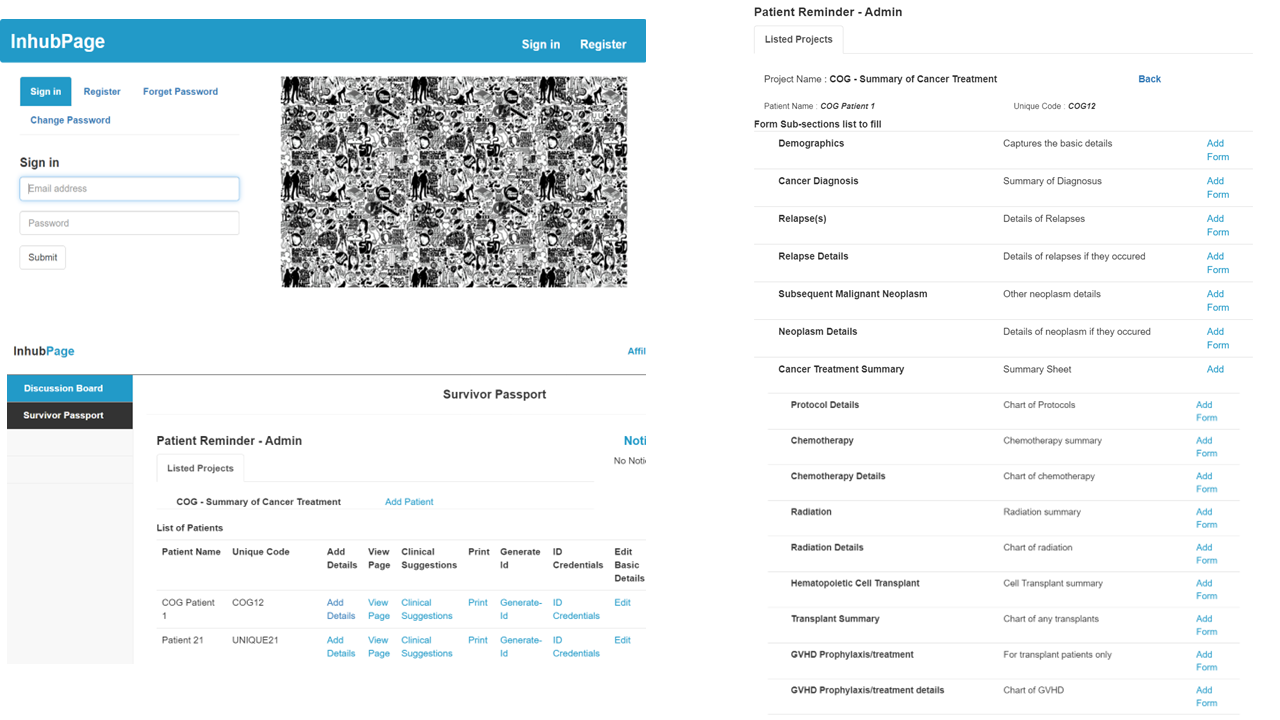 InhubPage
Sign in Register
Sign in Register Forget Password
Change Password
Sign in
Email address
Password
Submit
InhubPage
Affil
Discussion Board
Survivor Passport
Survivor Passport
Patient Reminder - Admin
Noti
Listed Projects
No Notic
COG - Summary of Cancer Treatment Add Patient
List of Patients
Patient Name Unique Code Add Details View Page Clinical Suggestions Print Generate Id ID Credentials Edit Basic Details
COG Patient 1 COG12 Add Details View Page Clinical Suggestions Print Generate-Id ID Credentials Edit
Patient 21 UNIQUE21 Add Details View Page Clinical Suggestions Print Generate-Id ID Credentials Edit
Patient Reminder - Admin
Listed Projects
Project Name : COG - Summary of Cancer Treatment Back
Patient Name : COG Patient 1 Unique Code : COG12
Form Sub-sections list to fill
Demographics Captures the basic details Add Form
Cancer Diagnosis Summary of Diagnosus Add Form
Relapse(s) Details of Relapses Add Form
Relapse Details Details of relapses if they occured Add Form
Subsequent Malignant Neoplasm Other neoplasm details Add Form
Neoplasm Details Details of neoplasm if they occured Add Form
Cancer Treatment Summary Summary Sheet Add
Protocol Details Chart of Protocols Add Form
Chemotherapy Chemotherapy summary Add Form
Chemotherapy Details Chart of chemotherapy Add Form
Radiation Radiation summary Add Form
Radiation Details Chart of radiation Add Form
Hematopoietic Cell Transplant Cell Transplant summary Add Form
Transplant Summary Chart of any transplants Add Form
GVHD Prophylaxis/treatment For transplant patients only Add Form
GVHD Prophylaxis/treatment details Chart of GVHD Add Form